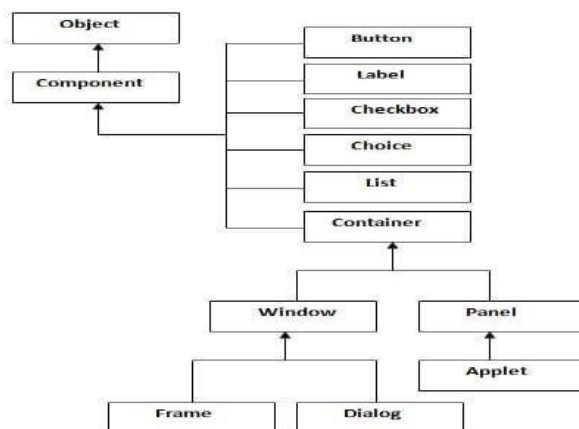 Object
Component
Button
Label
Checkbox
Choice
List
Container
Window
Panel
Applet
Frame
Dialog